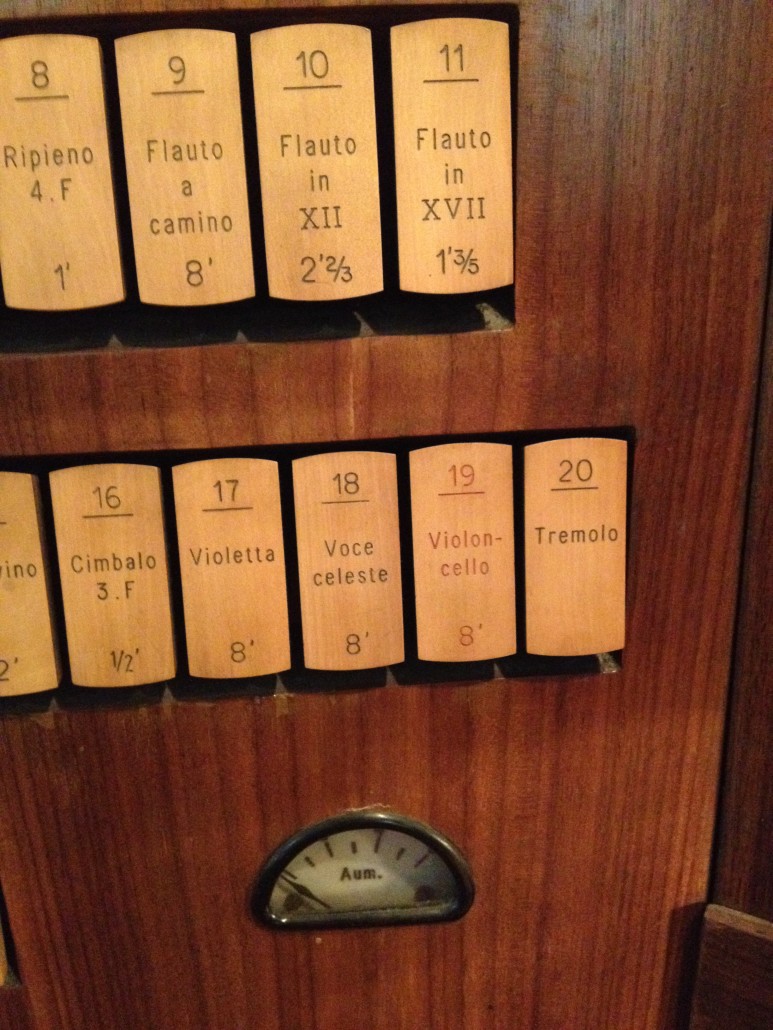 8
Ripieno
4.F
1'
9
Flauto
a
camino
8'
10
Flauto
in
XII
2'⅔
11
Flauto
in
XVII
1'⅗
vino
2'
16
Cimbalo
3.F
1/2'
17
Violetta
8'
18
Voce
celeste
8'
19
Violon-
cello
8'
20
Tremolo
Aum.